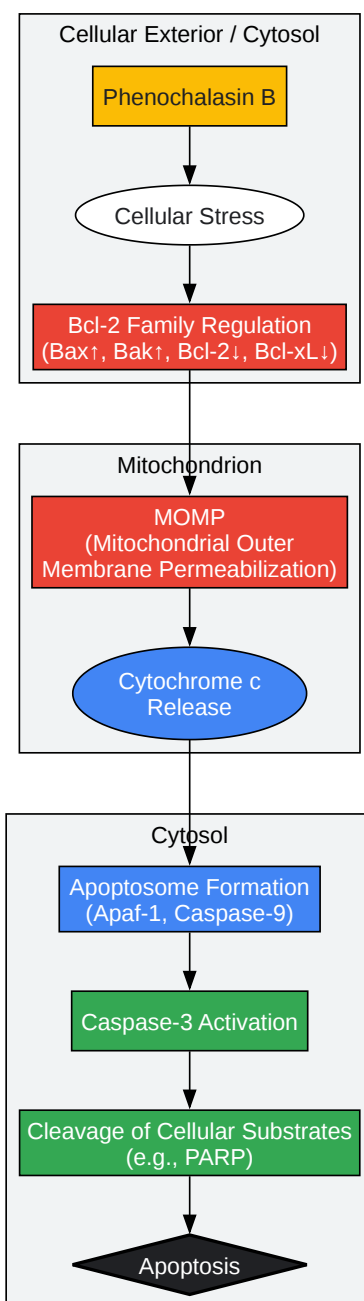 Cellular Exterior / Cytosol
Phenochalasin B
Cellular Stress
Bcl-2 Family Regulation
(Bax↑, Bak↑, Bcl-2↓, Bcl-xL↓)
Mitochondrion
MOMP
(Mitochondrial Outer
Membrane Permeabilization)
Cytochrome c
Release
Cytosol
Apoptosome Formation
(Apaf-1, Caspase-9)
Caspase-3 Activation
Cleavage of Cellular Substrates
(e.g., PARP)
Apoptosis